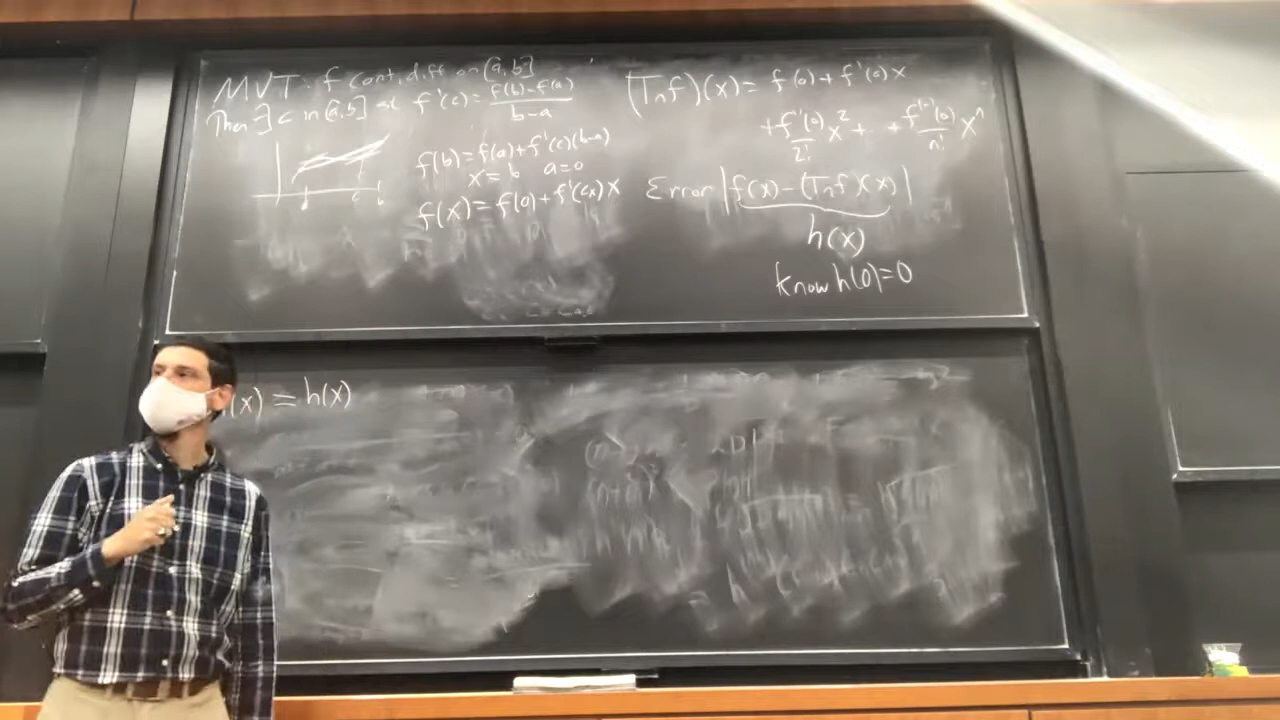 MVT: f cont, diff on [a,b]
Then ∃ c in [a,b] st f'(c) = (f(b)-f(a))/(b-a)
f(b) = f(a) + f'(c)(b-a)
x = b a = 0
f(x) = f(0) + f'(cx) x
c b
(Tnf)(x) = f(0) + f'(0) x
+ f''(0)/2! x² + ... + f^(n)(0)/n! x^n
Error |f(x) - (Tnf)(x)|
h(x)
know h(0)=0
(x) = h(x)